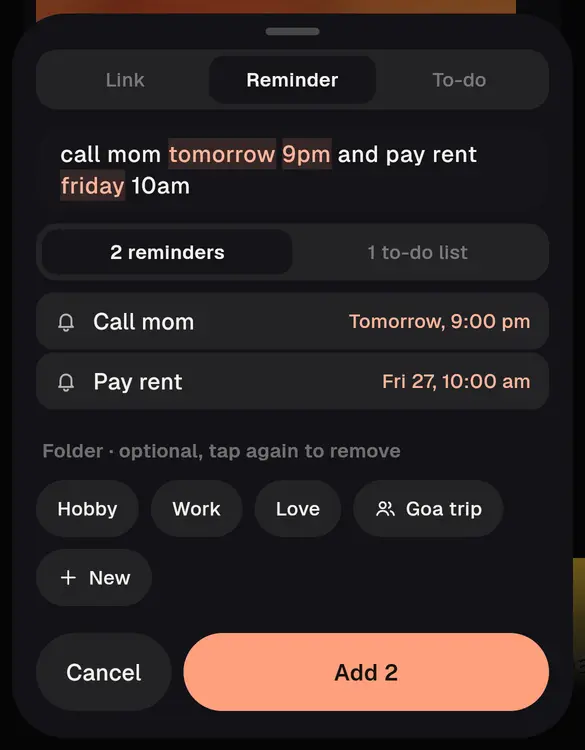 Link Reminder To-do
call mom tomorrow 9pm and pay rent
friday 10am
2 reminders 1 to-do list
Call mom Tomorrow, 9:00 pm
Pay rent Fri 27, 10:00 am
Folder · optional, tap again to remove
Hobby Work Love Goa trip
+ New
Cancel Add 2